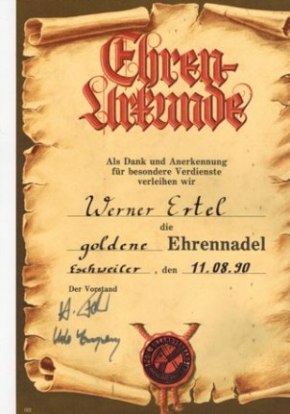 Ehren-
Urkunde
Als Dank und Anerkennung
für besondere Verdienste
verleihen wir
Werner Ertel
die
goldene Ehrennadel
Eschweiler, den 11.08.90
Der Vorstand